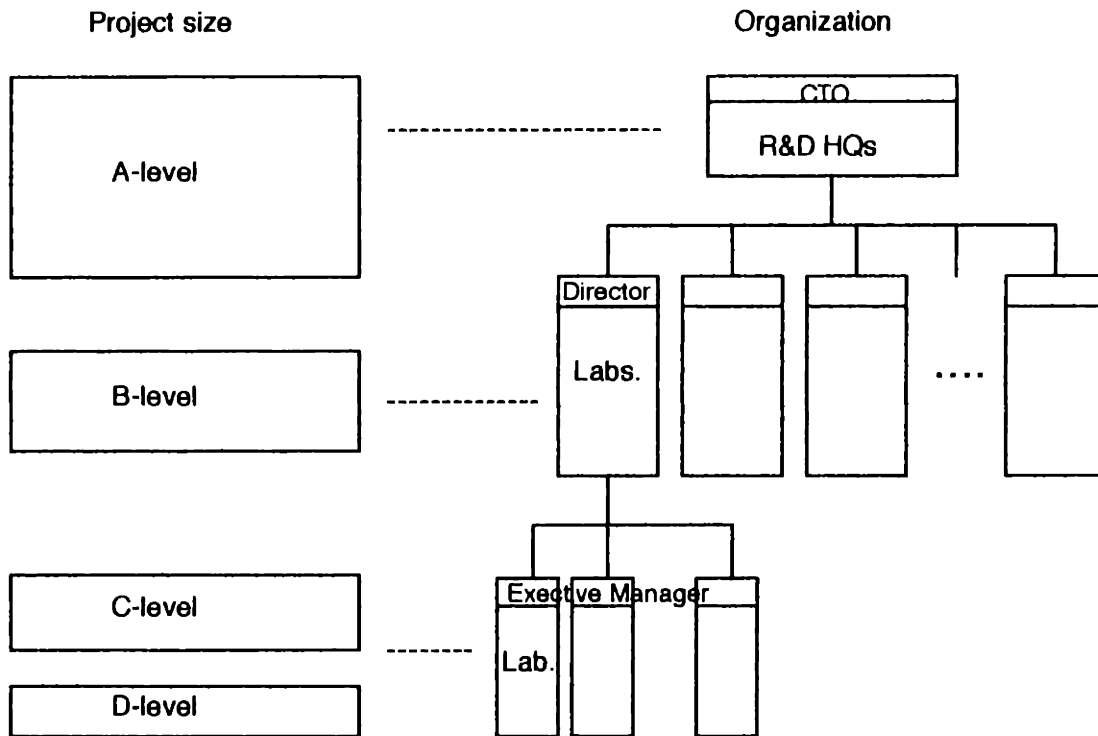 Project size
Organization
CTO
R&D HQs
A-level
Director
Labs.
B-level
....
Exective Manager
C-level
Lab.
D-level